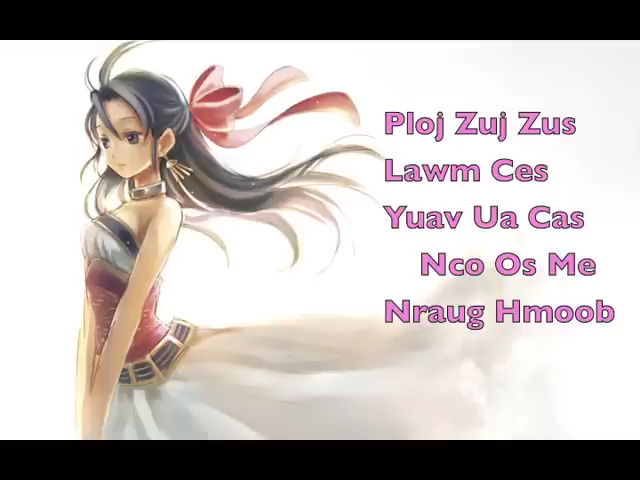 Ploj Zuj Zus
Lawm Ces
Yuav Ua Cas
Nco Os Me
Nraug Hmoob